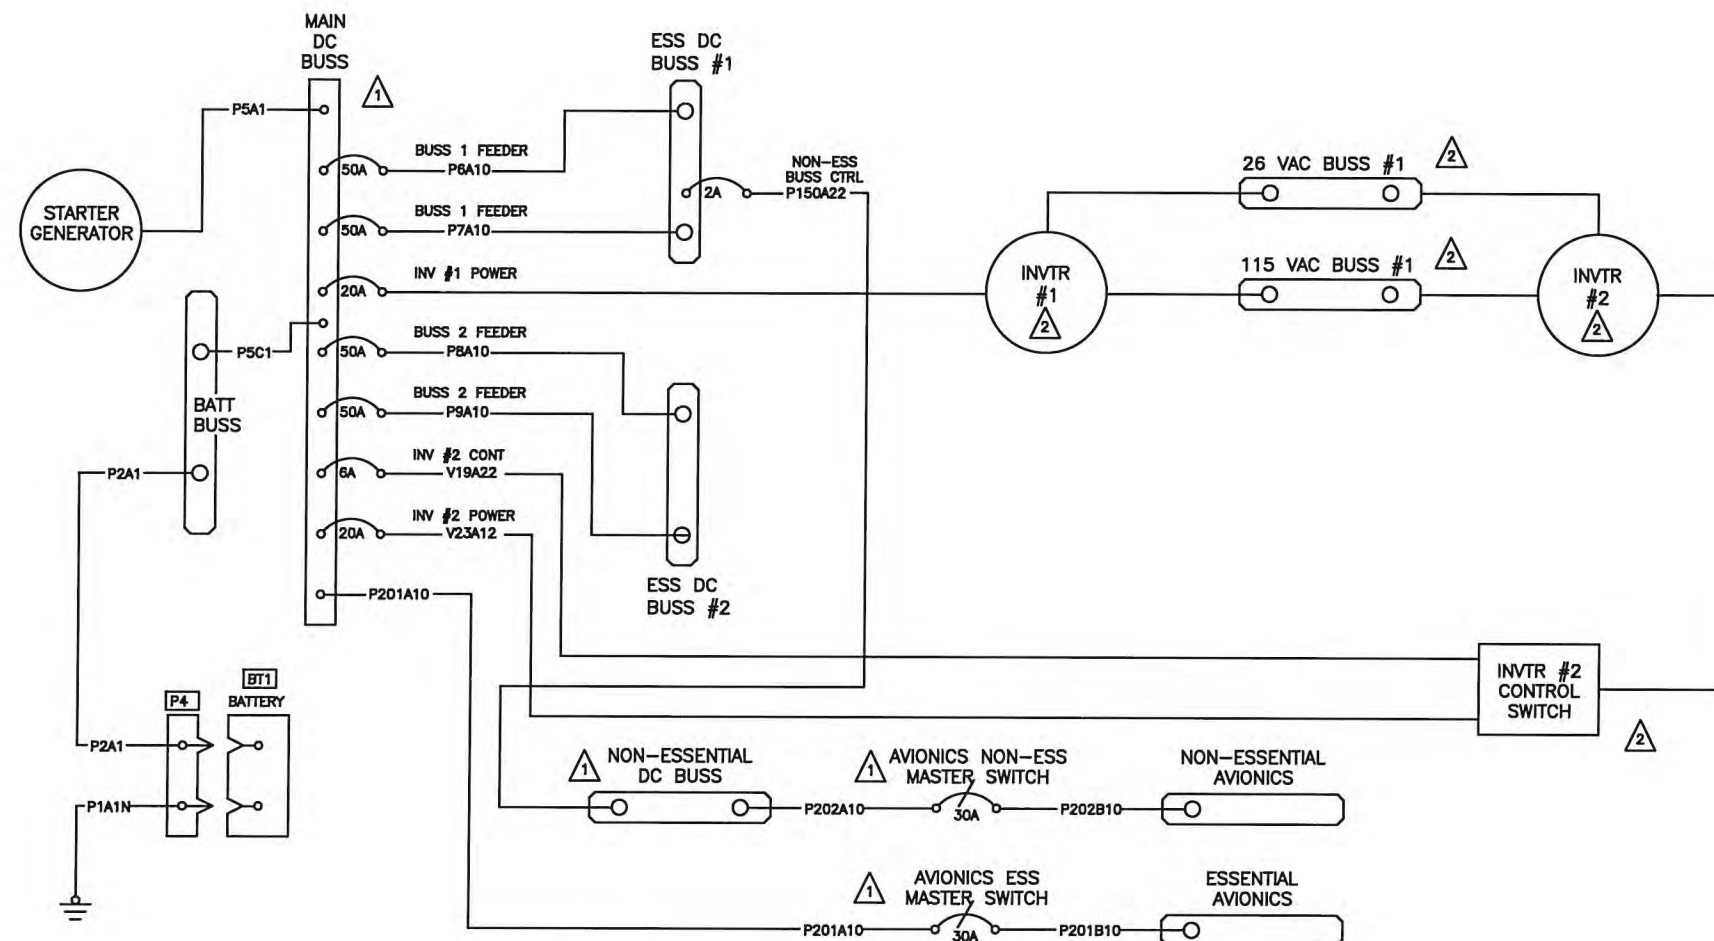 MAIN
DC
BUSS
1
ESS DC
BUSS #1
P5A1
BUSS 1 FEEDER
50A
P6A10
NON-ESS
BUSS CTRL
2A
P150A22
26 VAC BUSS #1
2
STARTER
GENERATOR
BUSS 1 FEEDER
50A
P7A10
INV #1 POWER
20A
INVTR
#1
2
115 VAC BUSS #1
2
INVTR
#2
2
P5C1
BUSS 2 FEEDER
50A
P8A10
BATT
BUSS
BUSS 2 FEEDER
50A
P9A10
P2A1
INV #2 CONT
6A
V19A22
INV #2 POWER
20A
V23A12
P201A10
ESS DC
BUSS #2
INVTR #2
CONTROL
SWITCH
2
P4
BT1
BATTERY
P2A1
P1A1N
1
NON-ESSENTIAL
DC BUSS
1
AVIONICS NON-ESS
MASTER SWITCH
NON-ESSENTIAL
AVIONICS
P202A10
30A
P202B10
1
AVIONICS ESS
MASTER SWITCH
ESSENTIAL
AVIONICS
P201A10
30A
P201B10